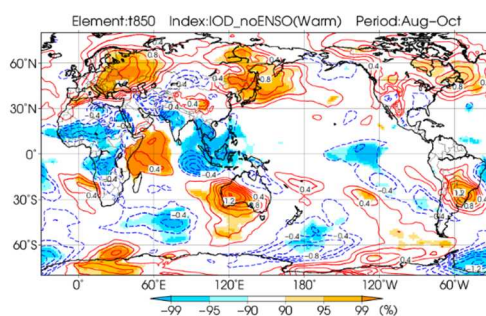 Element:t850 Index:IOD_noENSO(Warm) Period:Aug-Oct
60°N
30°N
0°
30°S
60°S
0° 60°E 120°E 180° 120°W 60°W
-99 -95 -90 90 95 99 (%)